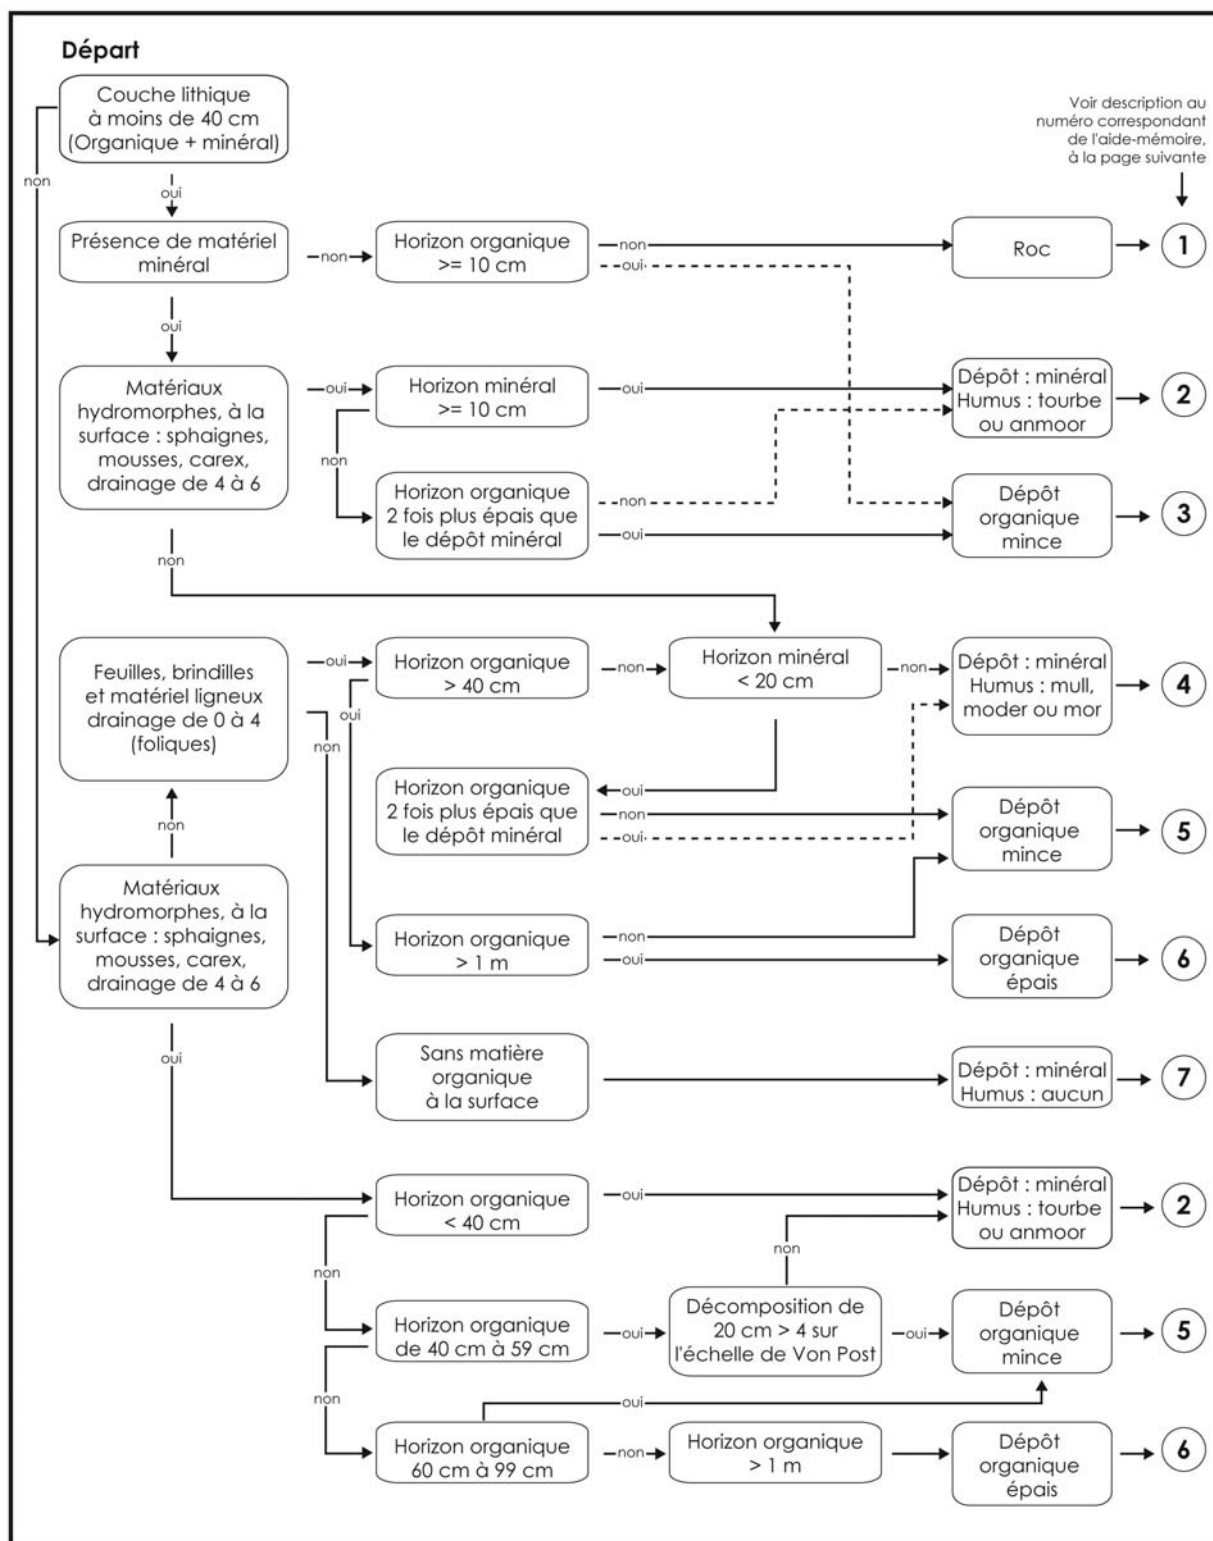 Départ
Couche lithique
à moins de 40 cm
(Organique + minéral)
Voir description au
numéro correspondant
de l'aide-mémoire,
à la page suivante
non
oui
Présence de matériel
minéral
non
Horizon organique
>= 10 cm
non
oui
Roc
1
oui
Matériaux
hydromorphes, à la
surface : sphaignes,
mousses, carex,
drainage de 4 à 6
oui
Horizon minéral
>= 10 cm
oui
Dépôt : minéral
Humus : tourbe
ou anmoor
2
non
Horizon organique
2 fois plus épais que
le dépôt minéral
non
oui
Dépôt
organique
mince
3
non
Feuilles, brindilles
et matériel ligneux
drainage de 0 à 4
(foliques)
oui
non
Horizon organique
> 40 cm
non
oui
Horizon minéral
< 20 cm
non
Dépôt : minéral
Humus : mull,
moder ou mor
4
oui
Horizon organique
2 fois plus épais que
le dépôt minéral
non
oui
Dépôt
organique
mince
5
non
Matériaux
hydromorphes, à la
surface : sphaignes,
mousses, carex,
drainage de 4 à 6
Horizon organique
> 1 m
non
oui
Dépôt
organique
épais
6
oui
Sans matière
organique
à la surface
Dépôt : minéral
Humus : aucun
7
Horizon organique
< 40 cm
oui
Dépôt : minéral
Humus : tourbe
ou anmoor
2
non
non
Horizon organique
de 40 cm à 59 cm
oui
Décomposition de
20 cm > 4 sur
l'échelle de Von Post
oui
Dépôt
organique
mince
5
non
oui
Horizon organique
60 cm à 99 cm
non
Horizon organique
> 1 m
Dépôt
organique
épais
6